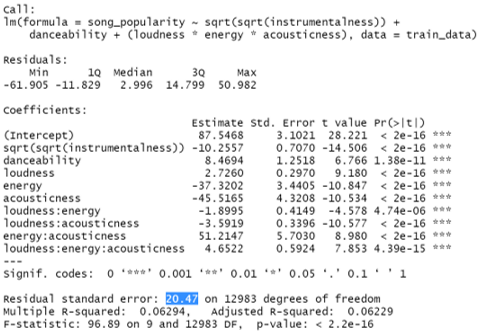 Call:
lm(formula = song_popularity ~ sqrt(sqrt(instrumentalness)) +
    danceability + (loudness * energy * acousticness), data = train_data)

Residuals:
    Min      1Q  Median      3Q     Max
-61.905 -11.829   2.996  14.799  50.982

Coefficients:
                             Estimate Std. Error t value Pr(>|t|)
(Intercept)                   87.5468     3.1021  28.221  < 2e-16 ***
sqrt(sqrt(instrumentalness)) -10.2557     0.7070 -14.506  < 2e-16 ***
danceability                   8.4694     1.2518   6.766 1.38e-11 ***
loudness                       2.7260     0.2970   9.180  < 2e-16 ***
energy                       -37.3202     3.4405 -10.847  < 2e-16 ***
acousticness                 -45.5165     4.3208 -10.534  < 2e-16 ***
loudness:energy               -1.8995     0.4149  -4.578 4.74e-06 ***
loudness:acousticness         -3.5919     0.3396 -10.577  < 2e-16 ***
energy:acousticness           51.2147     5.7030   8.980  < 2e-16 ***
loudness:energy:acousticness   4.6522     0.5924   7.853 4.39e-15 ***
---
Signif. codes:  0 ‘***’ 0.001 ‘**’ 0.01 ‘*’ 0.05 ‘.’ 0.1 ‘ ’ 1

Residual standard error: 20.47 on 12983 degrees of freedom
Multiple R-squared:  0.06294,	Adjusted R-squared:  0.06229
F-statistic: 96.89 on 9 and 12983 DF,  p-value: < 2.2e-16